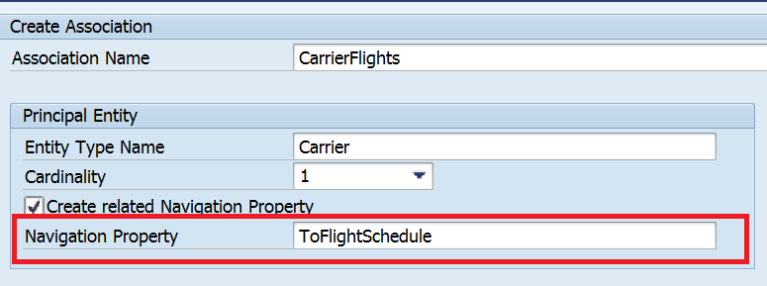 Create Association
Association Name CarrierFlights
Principal Entity
Entity Type Name Carrier
Cardinality 1
Create related Navigation Property
Navigation Property ToFlightSchedule